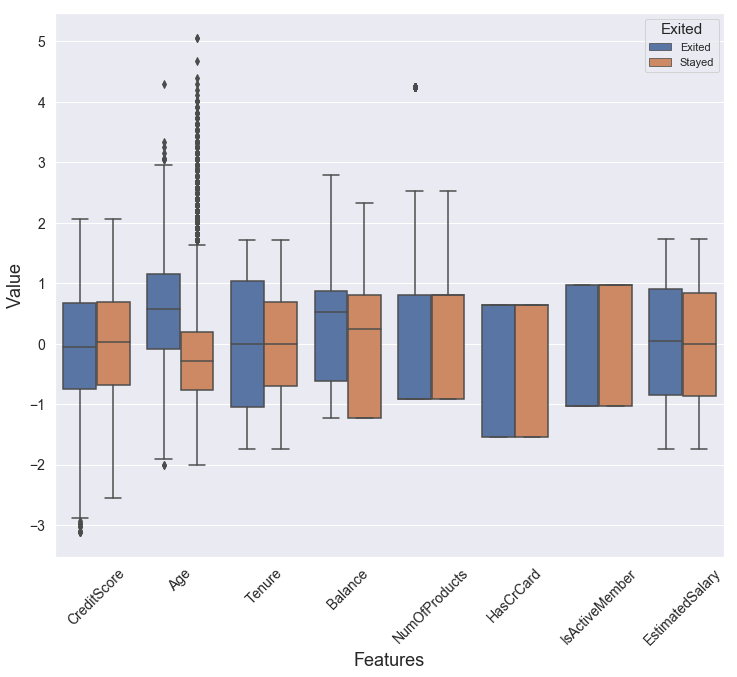 Exited
Exited
Stayed
5
4
3
2
1
0
−1
−2
−3
Value
CreditScore
Age
Tenure
Balance
NumOfProducts
HasCrCard
IsActiveMember
EstimatedSalary
Features